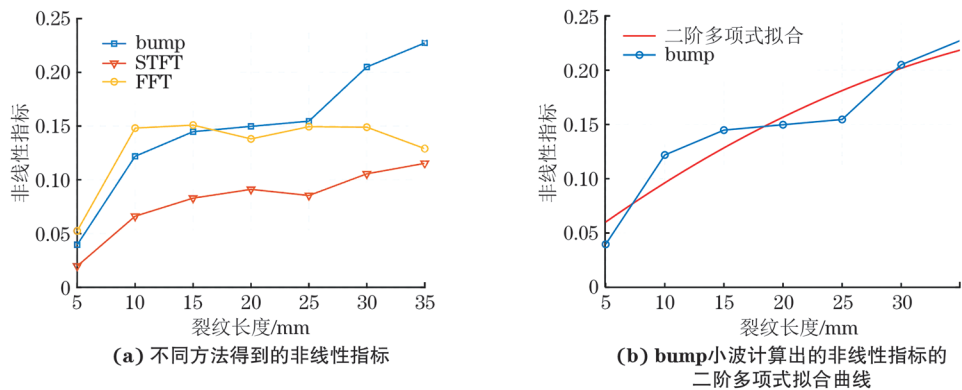 0.25
0.20
0.15
0.10
0.05
0
非线性指标
bump
STFT
FFT
5 10 15 20 25 30 35
裂纹长度/mm
(a) 不同方法得到的非线性指标
0.25
0.20
0.15
0.10
0.05
0
非线性指标
二阶多项式拟合
bump
5 10 15 20 25 30
裂纹长度/mm
(b) bump小波计算出的非线性指标的
二阶多项式拟合曲线